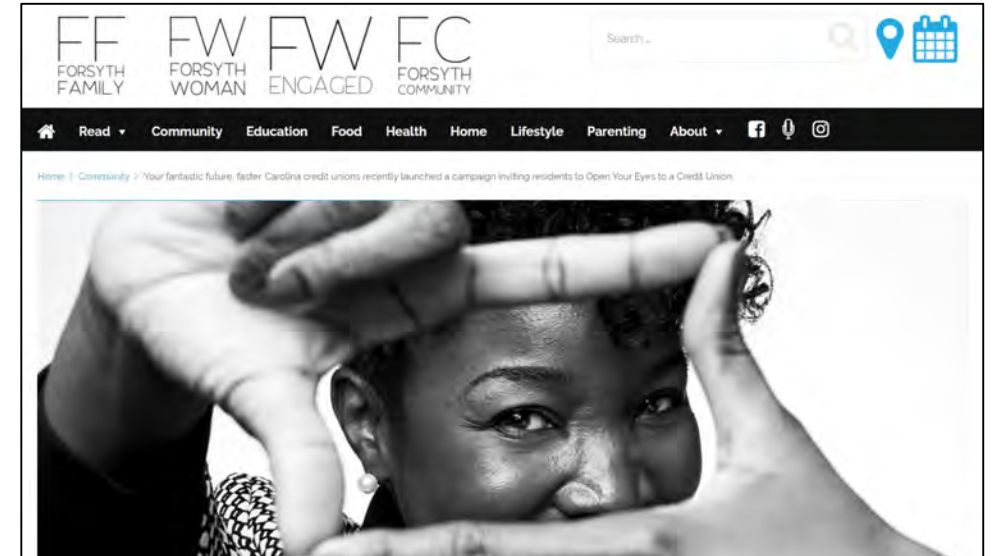 FF FW FW FC
FORSYTH FAMILY
FORSYTH WOMAN
ENGAGED
FORSYTH COMMUNITY
Search ..
Read Community Education Food Health Home Lifestyle Parenting About
Home > Community > Your fantastic future, faster Carolina credit unions recently launched a campaign inviting residents to Open Your Eyes to a Credit Union.